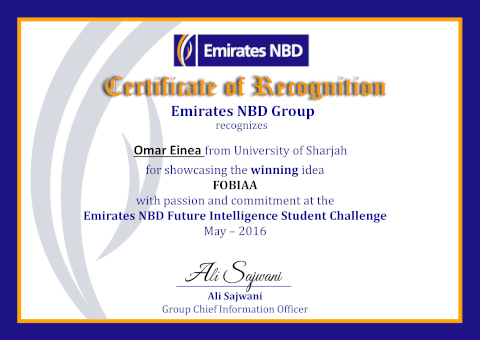 Emirates NBD
Certificate of Recognition
Emirates NBD Group
recognizes
Omar Einea from University of Sharjah
for showcasing the winning idea
FOBIAA
with passion and commitment at the
Emirates NBD Future Intelligence Student Challenge
May – 2016
Ali Sajwani
Ali Sajwani
Group Chief Information Officer